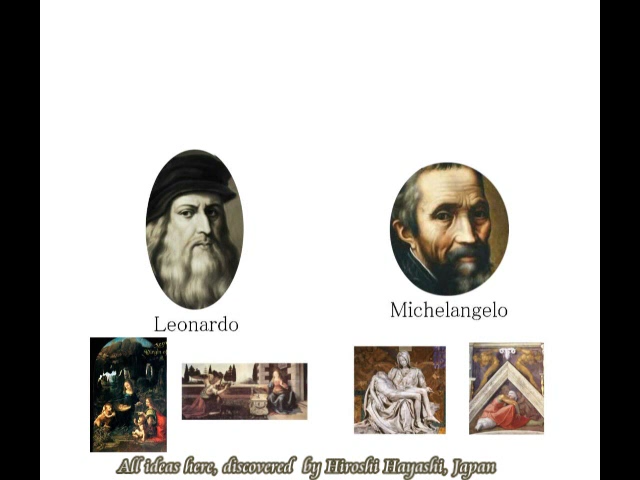 Leonardo
Michelangelo
All ideas here, discovered by Hiroshi Hayashi, Japan